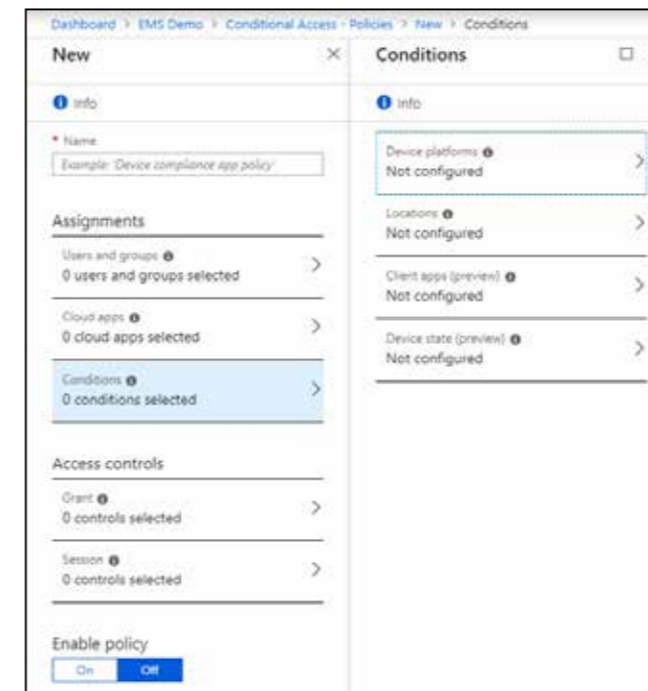 Dashboard > EMS Demo > Conditional Access - Policies > New > Conditions
New
Info
* Name
Example: 'Device compliance app policy'
Assignments
Users and groups
0 users and groups selected
Cloud apps
0 cloud apps selected
Conditions
0 conditions selected
Access controls
Grant
0 controls selected
Session
0 controls selected
Enable policy
On Off
Conditions
Info
Device platforms
Not configured
Locations
Not configured
Client apps (preview)
Not configured
Device state (preview)
Not configured